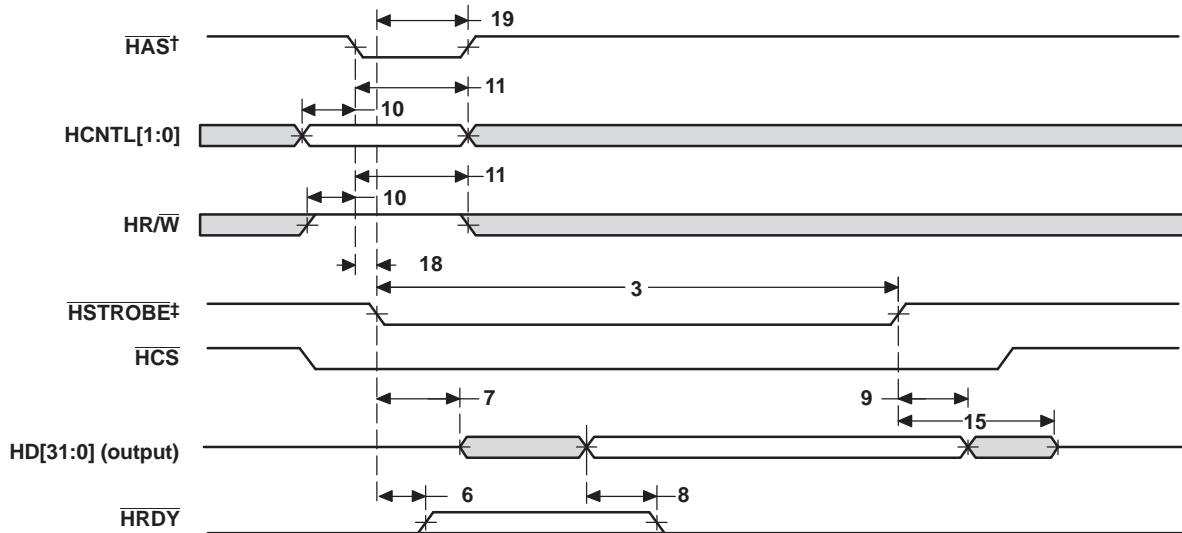 19
HAS†
11
10
HCNTL[1:0]
11
10
HR/W
18
3
HSTROBE‡
HCS
7
9
15
HD[31:0] (output)
6
8
HRDY